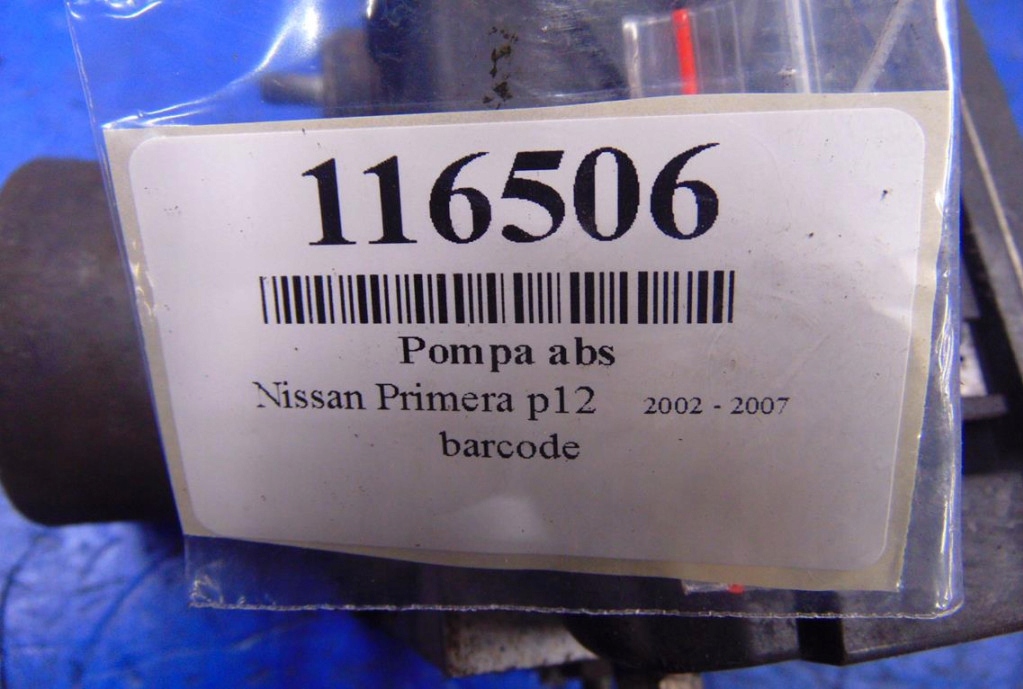 116506
Pompa abs
Nissan Primera p12 2002 - 2007
barcode